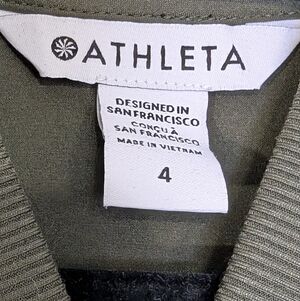 ATHLETA
DESIGNED IN
SAN FRANCISCO
CONÇU À
SAN FRANCISCO
MADE IN VIETNAM
4